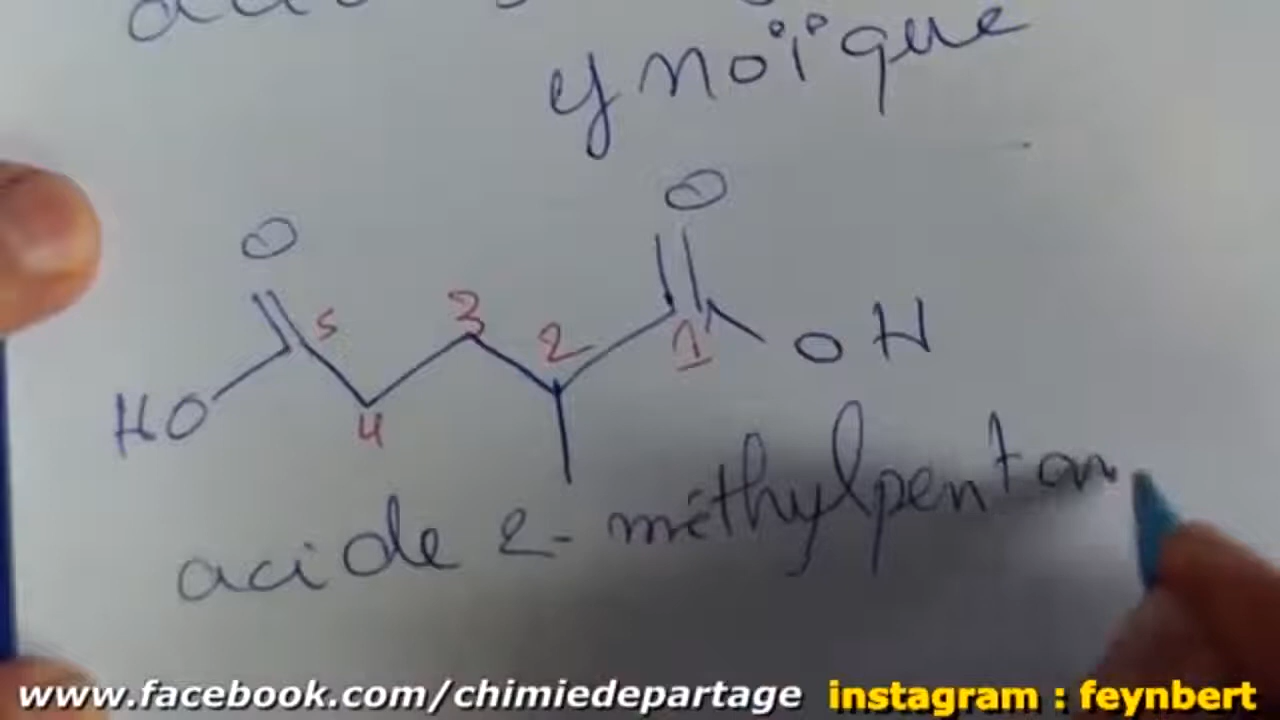 ynoïque
O
O
HO
5
4
3
2
1
OH
acide 2-méthylpentan
www.facebook.com/chimiedepartage
instagram : feynbert